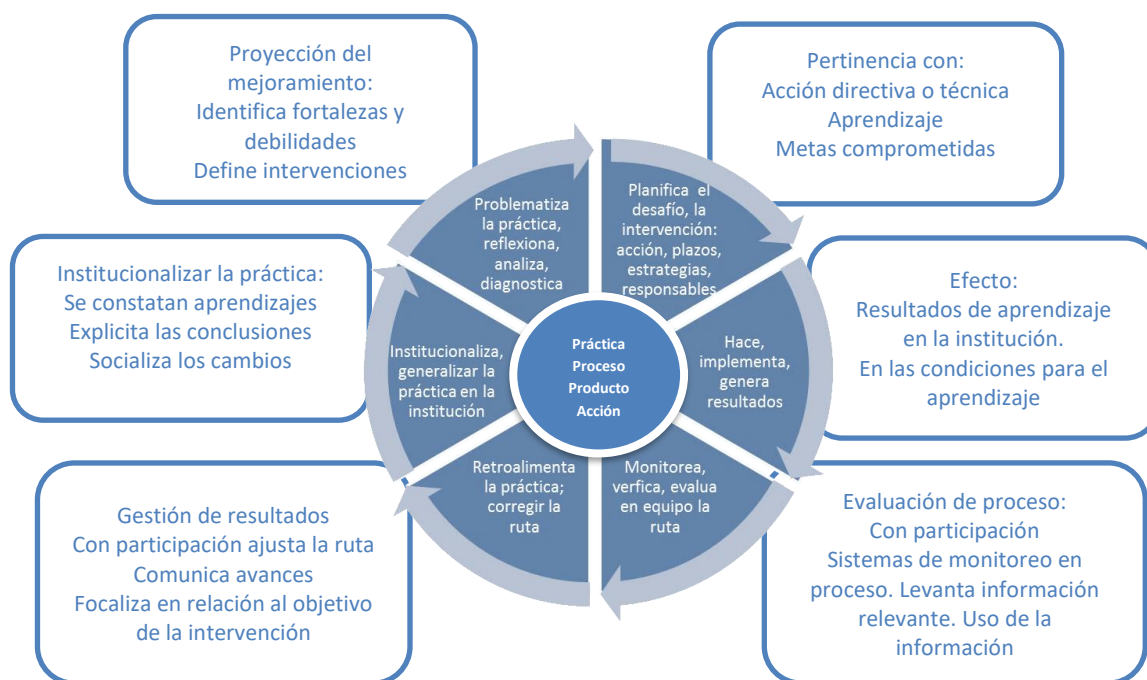 Proyección del
mejoramiento:
Identifica fortalezas y
debilidades
Define intervenciones
Pertinencia con:
Acción directiva o técnica
Aprendizaje
Metas comprometidas
Problematiza
la práctica,
reflexiona,
analiza,
diagnostica
Planifica el
desafío, la
intervención:
acción, plazos,
estrategias,
responsables,
Institucionalizar la práctica:
Se constatan aprendizajes
Explicita las conclusiones
Socializa los cambios
Efecto:
Resultados de aprendizaje
en la institución.
En las condiciones para el
aprendizaje
Institucionaliza,
generalizar la
práctica en la
institución
Práctica
Proceso
Producto
Acción
Hace,
implementa,
genera
resultados
Retroalimenta
la práctica;
corregir la
ruta
Monitorea,
verfica, evalua
en equipo la
ruta
Gestión de resultados
Con participación ajusta la ruta
Comunica avances
Focaliza en relación al objetivo
de la intervención
Evaluación de proceso:
Con participación
Sistemas de monitoreo en
proceso. Levanta información
relevante. Uso de la
información